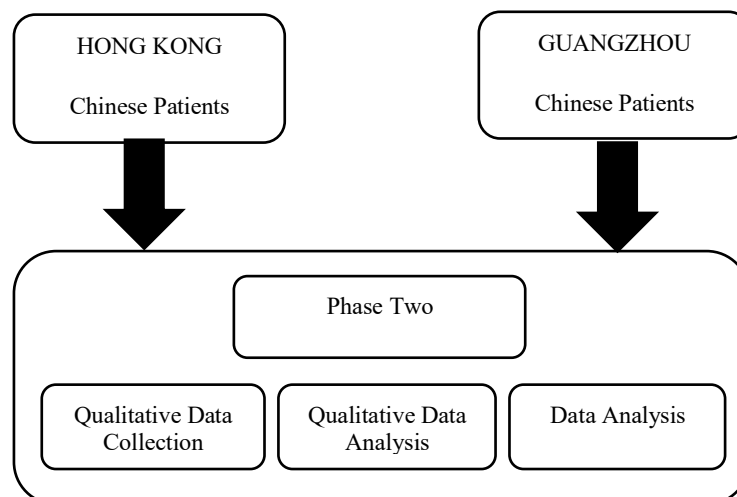 HONG KONG
Chinese Patients
GUANGZHOU
Chinese Patients
Phase Two
Qualitative Data
Collection
Qualitative Data
Analysis
Data Analysis